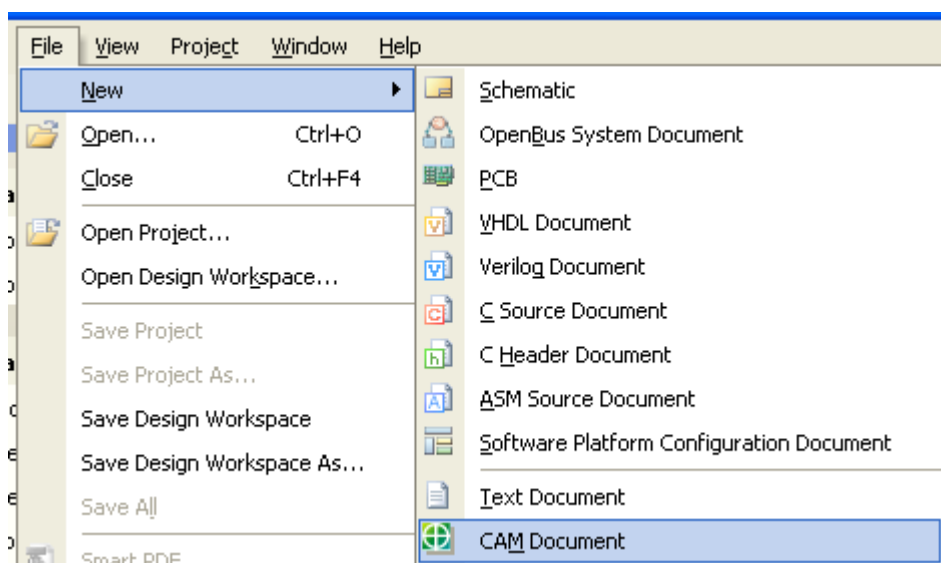 File View Project Window Help
New
Open... Ctrl+O
Close Ctrl+F4
Open Project...
Open Design Workspace...
Save Project
Save Project As...
Save Design Workspace
Save Design Workspace As...
Save All
Smart PDF
Schematic
OpenBus System Document
PCB
VHDL Document
Verilog Document
C Source Document
C Header Document
ASM Source Document
Software Platform Configuration Document
Text Document
CAM Document